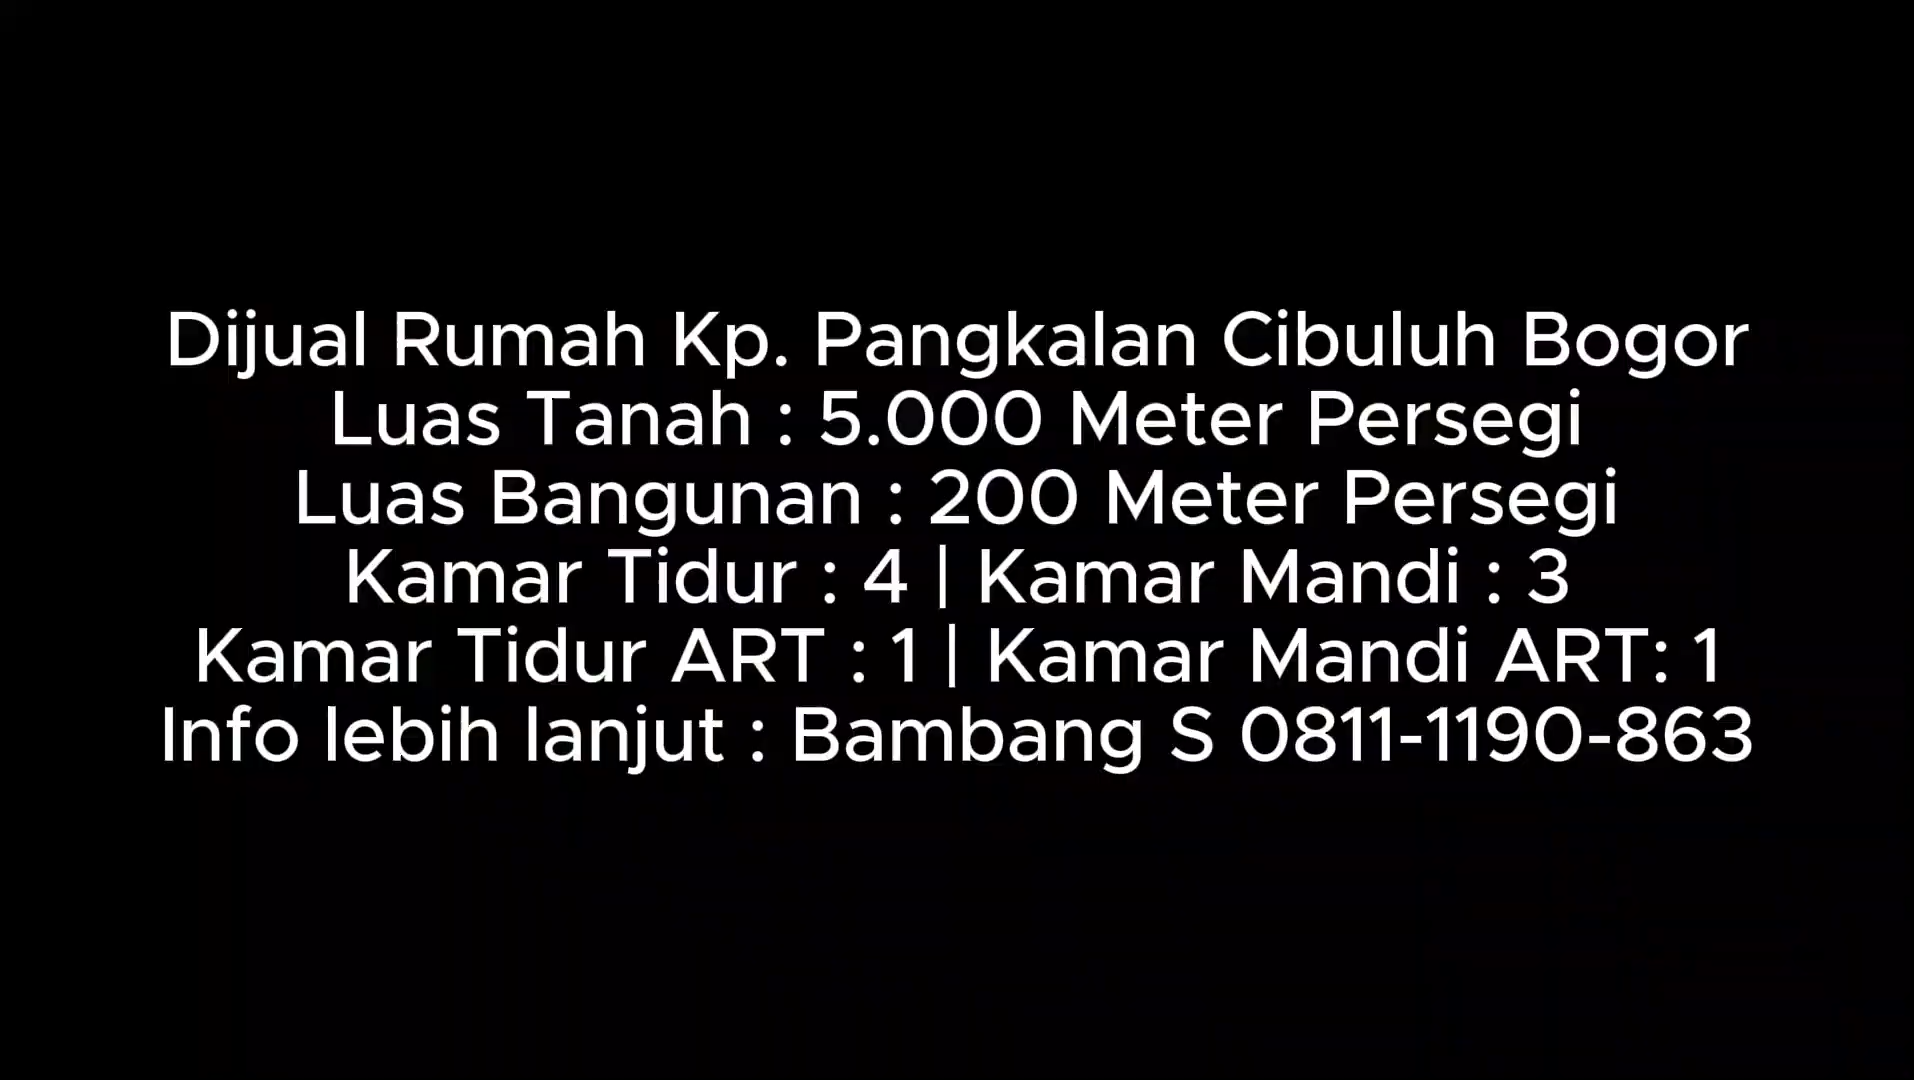 Dijual Rumah Kp. Pangkalan Cibuluh Bogor
Luas Tanah : 5.000 Meter Persegi
Luas Bangunan : 200 Meter Persegi
Kamar Tidur : 4 | Kamar Mandi : 3
Kamar Tidur ART : 1 | Kamar Mandi ART: 1
Info lebih lanjut : Bambang S 0811-1190-863